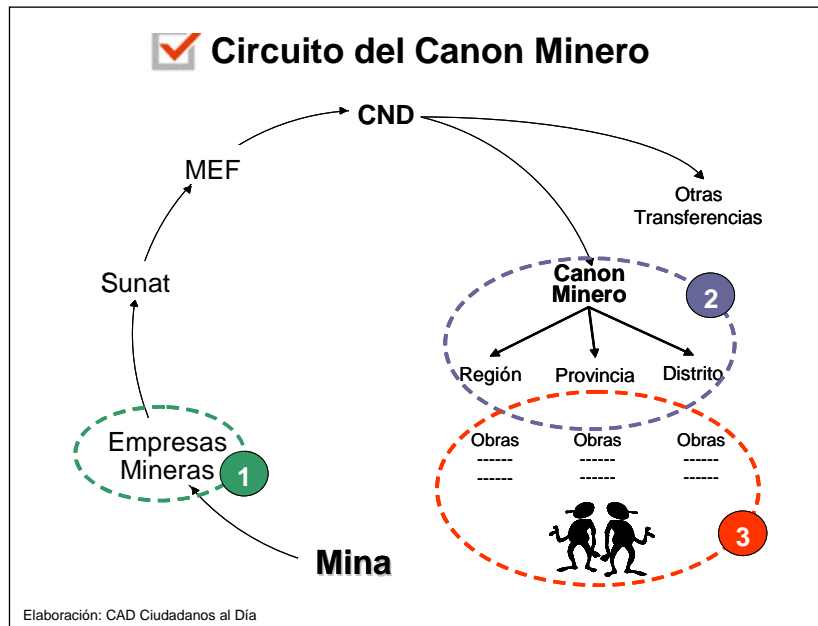 Circuito del Canon Minero
CND
MEF
Otras
Transferencias
Sunat
Canon
Minero
2
Región Provincia Distrito
Empresas
Mineras
1
Obras Obras Obras
------ ------ ------
------ ------ ------
3
Mina
Elaboración: CAD Ciudadanos al Día